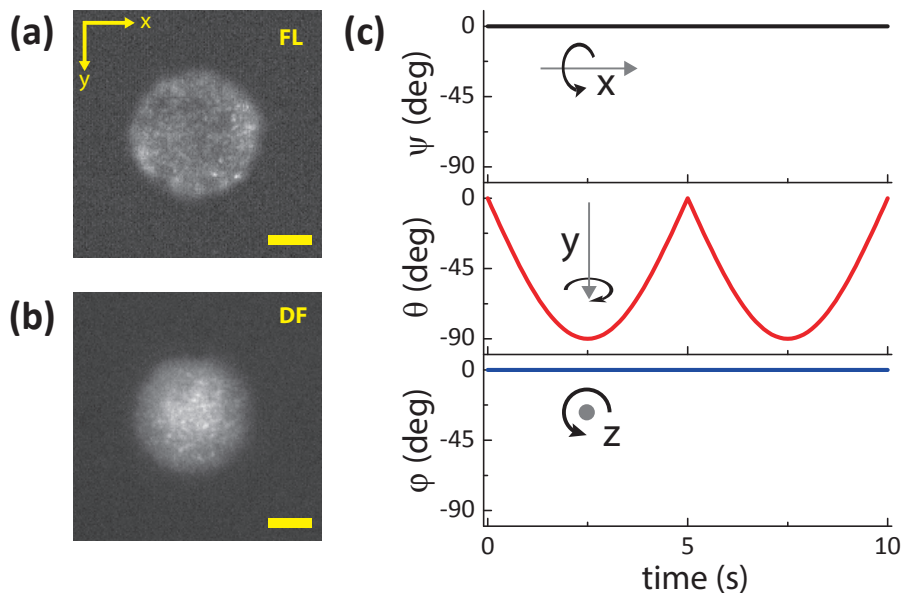 (a)
x
y
FL
(b)
DF
(c)
0
-45
-90
ψ (deg)
x
0
-45
-90
θ (deg)
y
0
-45
-90
φ (deg)
z
0
5
10
time (s)